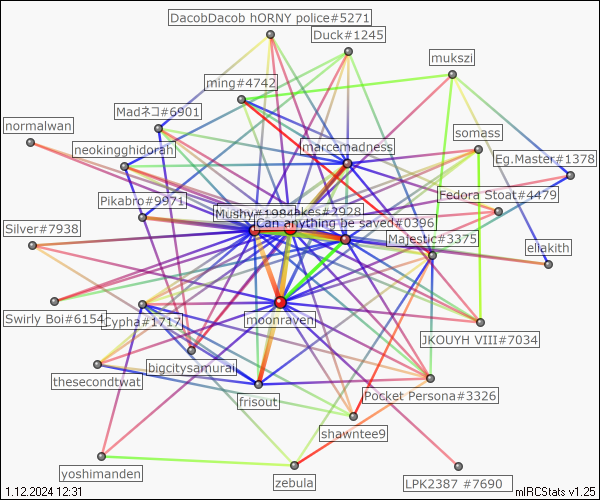 DacobDacob hORNY police#5271
Duck#1245
mukszi
ming#4742
Madネコ#6901
normalwan
somass
marcemadness
neokingghidorah
Eg.Master#1378
Fedora Stoat#4479
Pikabro#9971
Mushy#1984
akes#2928
Can anything be saved#0396
Silver#7938
Majestic#3375
eliakith
Swirly Boi#6154
Cypha#1717
moonraven
JKOUYH VIII#7034
bigcitysamurai
thesecondtwat
Pocket Persona#3326
frisout
shawntee9
yoshimanden
zebula
LPK2387 #7690
1.12.2024 12:31
mIRCStats v1.25